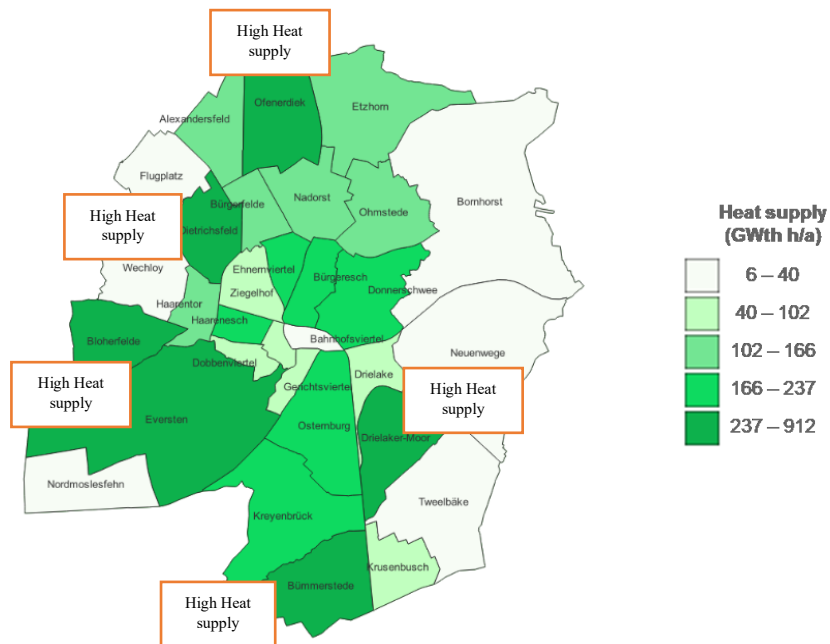 High Heat
supply
Ofenerdiek
Etzhorn
Alexandersfeld
Flugplatz
Bürgerfelde
Nadorst
Ohmstede
Bornhorst
High Heat
supply
Dietrichsfeld
Wechloy
Ehnernviertel
Ziegelhof
Bürgeresch
Donnerschwee
Haarentor
Haarenesch
Bahnhofsviertel
Neuenwege
Bloherfelde
Dobbenviertel
Gerichtsviertel
Drielake
High Heat
supply
High Heat
supply
Eversten
Osternburg
Drielaker-Moor
Nordmoslesfehn
Tweelbäke
Kreyenbrück
Krusenbusch
Bümmerstede
High Heat
supply
Heat supply
(GWth h/a)
6 – 40
40 – 102
102 – 166
166 – 237
237 – 912